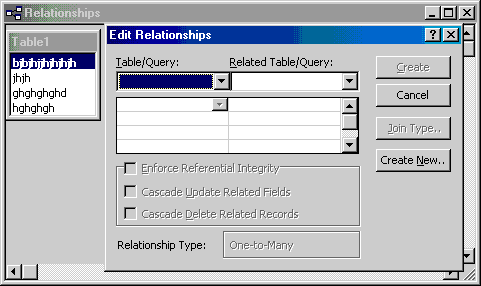 Relationships
Table1
bjbjhjjhjhjhjh
jhjh
ghghghghd
hghghgh
Edit Relationships
Table/Query: Related Table/Query:
Create
Cancel
Join Type..
Create New..
Enforce Referential Integrity
Cascade Update Related Fields
Cascade Delete Related Records
Relationship Type: One-to-Many